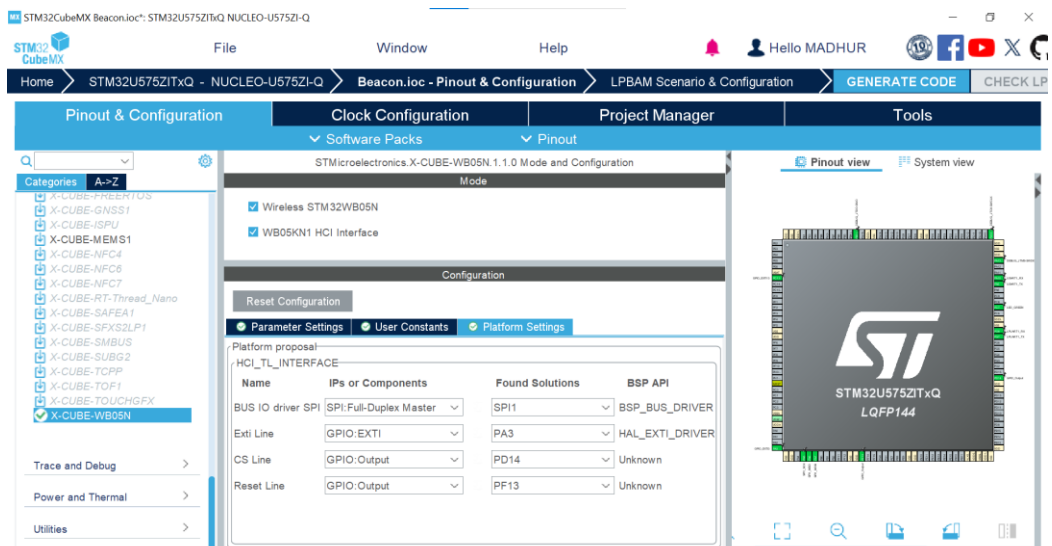 MX STM32CubeMX Beacon.ioc*: STM32U575ZITxQ NUCLEO-U575ZI-Q
STM32 CubeMX
File Window Help Hello MADHUR
Home STM32U575ZITxQ - NUCLEO-U575ZI-Q Beacon.ioc - Pinout & Configuration LPBAM Scenario & Configuration GENERATE CODE CHECK LP
Pinout & Configuration Clock Configuration Project Manager Tools
Software Packs Pinout
Categories A->Z
X-CUBE-FREERTOS
X-CUBE-GNSS1
X-CUBE-ISPU
X-CUBE-MEMS1
X-CUBE-NFC4
X-CUBE-NFC6
X-CUBE-NFC7
X-CUBE-RT-Thread_Nano
X-CUBE-SAFEA1
X-CUBE-SFXS2LP1
X-CUBE-SMBUS
X-CUBE-SUBG2
X-CUBE-TCPP
X-CUBE-TOF1
X-CUBE-TOUCHGFX
X-CUBE-WB05N
Trace and Debug
Power and Thermal
Utilities
STMicroelectronics.X-CUBE-WB05N.1.1.0 Mode and Configuration
Mode
Wireless STM32WB05N
WB05KN1 HCI Interface
Configuration
Reset Configuration
Parameter Settings User Constants Platform Settings
Platform proposal
HCI_TL_INTERFACE
Name IPs or Components Found Solutions BSP API
BUS IO driver SPI SPI:Full-Duplex Master SPI1 BSP_BUS_DRIVER
Exti Line GPIO:EXTI PA3 HAL_EXTI_DRIVER
CS Line GPIO:Output PD14 Unknown
Reset Line GPIO:Output PF13 Unknown
Pinout view System view
ST
STM32U575ZITxQ
LQFP144